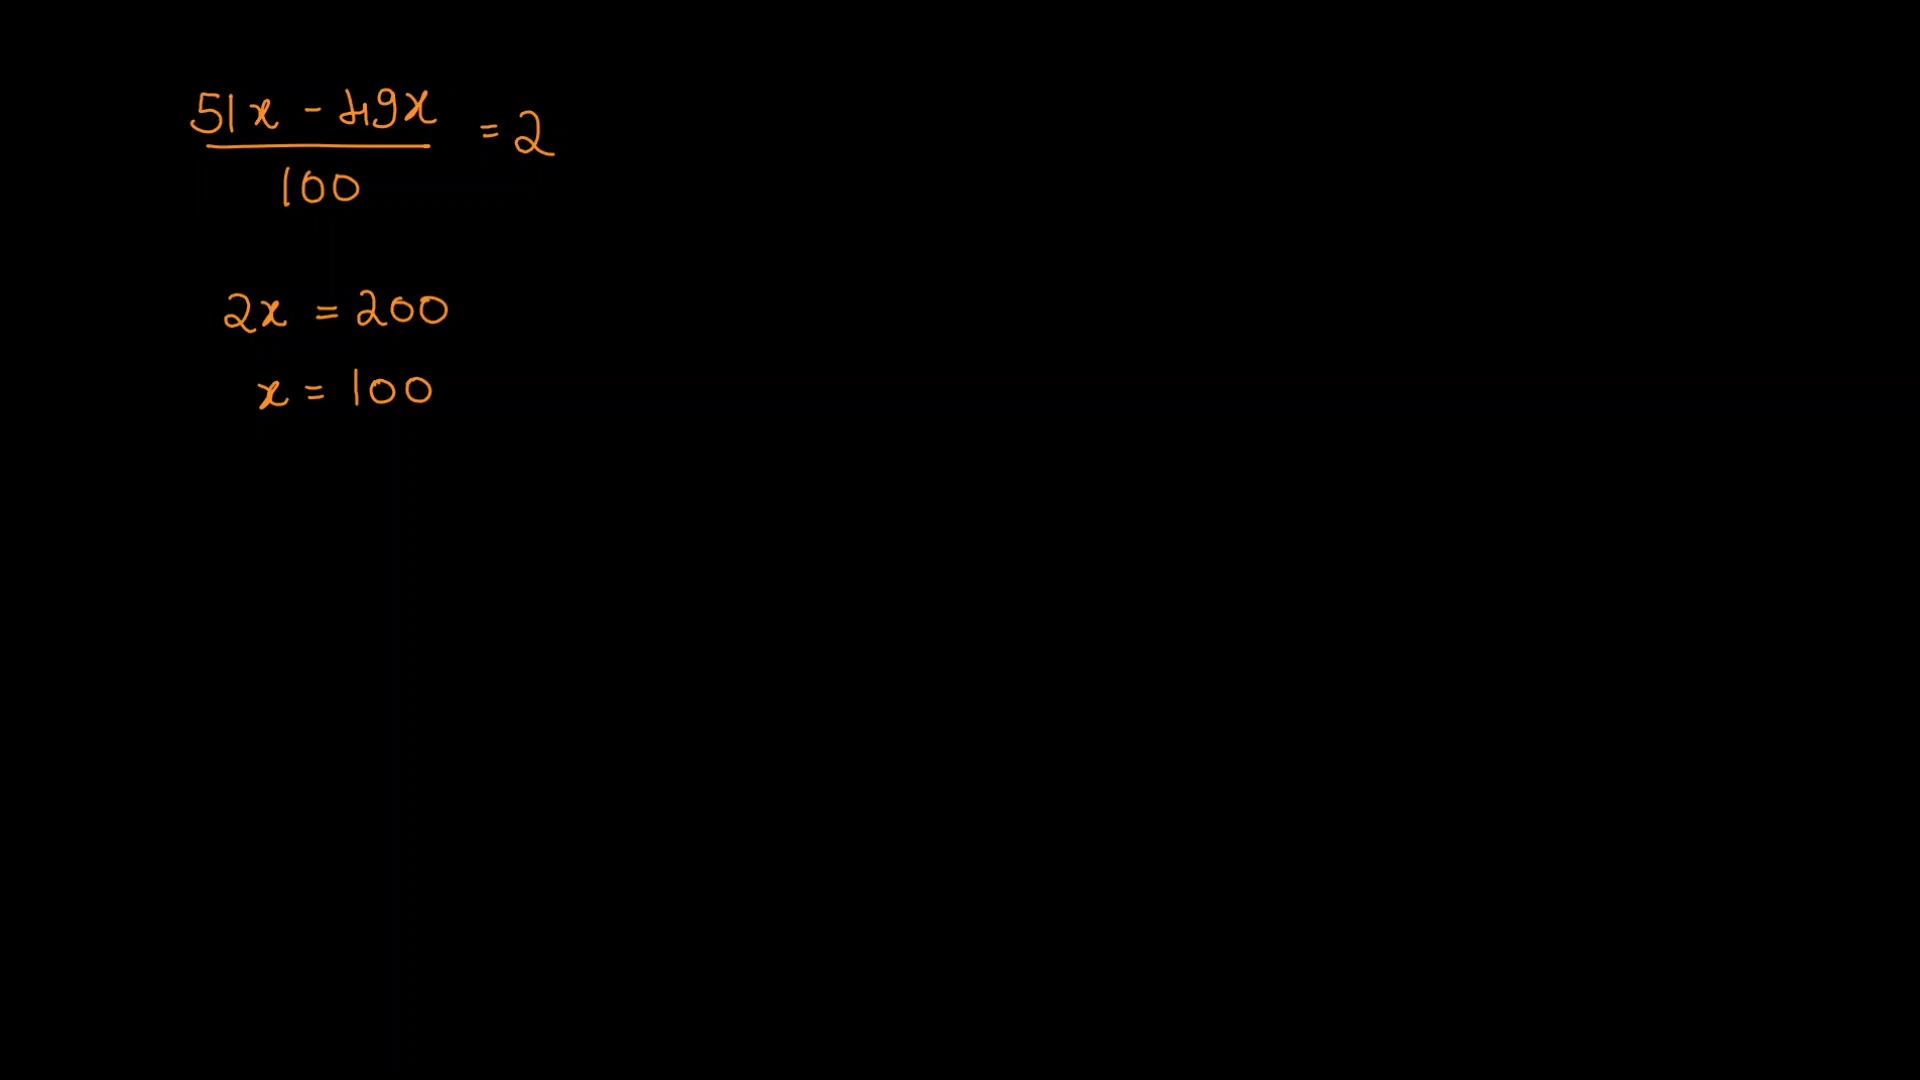 51x - 49x
= 2
100
2x = 200
x = 100